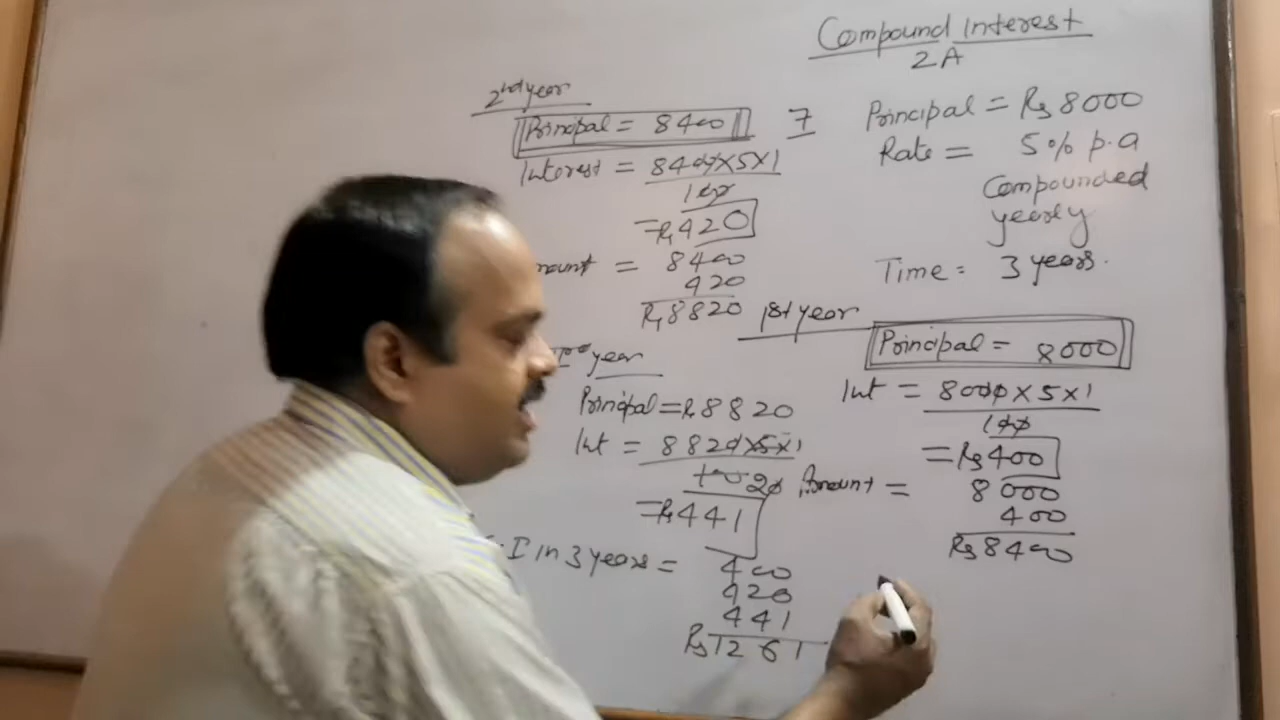 Compound interest
2A
7
Principal = Rs 8000
Rate = 5% p.a
Compounded
yearly
Time = 3 years.
1st year
Principal = 8000
Int = 8000 X 5 X 1
100
= Rs 400
Amount = 8000
400
Rs 8400
2nd year
Principal = 8400
Interest = 8400 X 5 X 1
100
= Rs 420
= 8400
420
Rs 8820
year
Principal = Rs 8820
Int = 8820 X 5 X 1
100 20
= Rs 441
I in 3 years = 400
420
441
Rs 1261